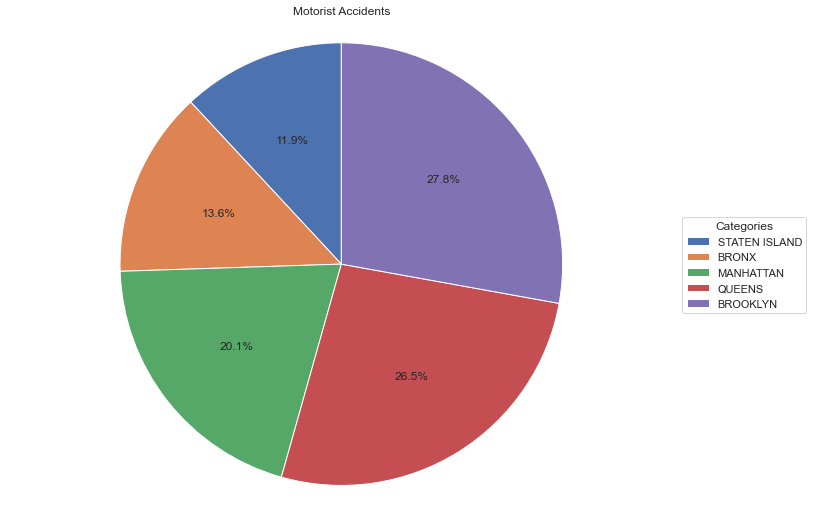 Motorist Accidents
11.9%
27.8%
13.6%
20.1%
26.5%
Categories
STATEN ISLAND
BRONX
MANHATTAN
QUEENS
BROOKLYN